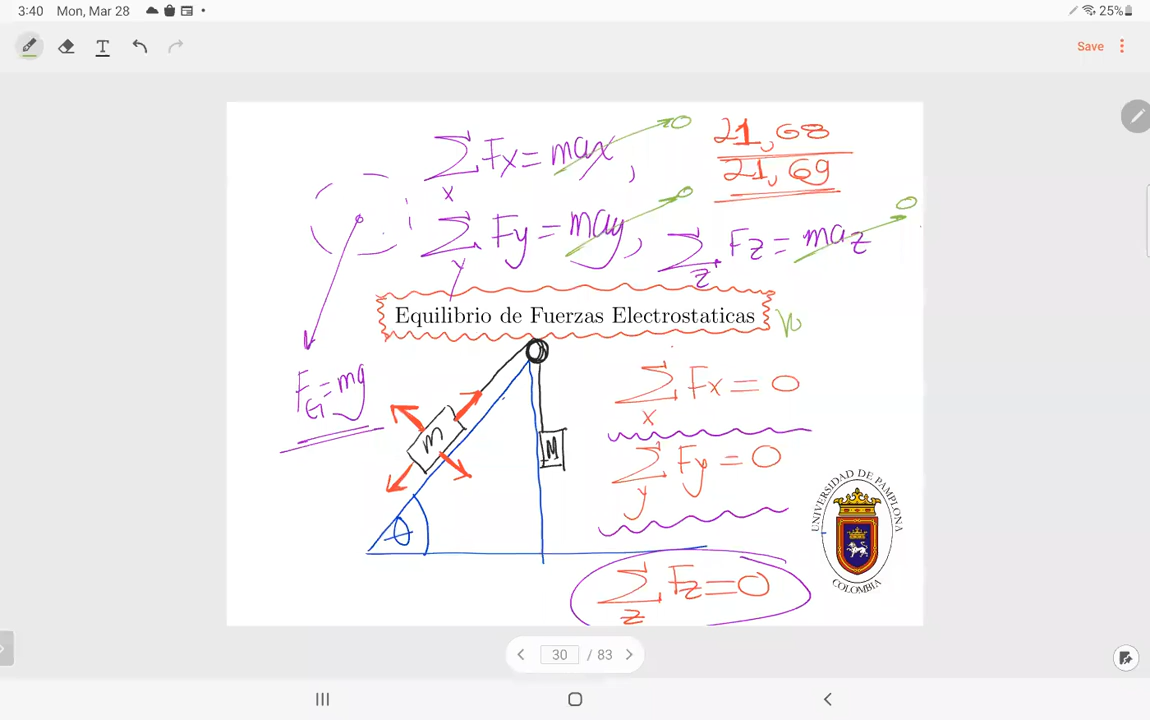 3:40 Mon, Mar 28
25%
T
Save
∑x Fx = max,
21,68
21,69
∑y Fy = may,
∑z Fz = maz
0
0
0
Equilibrio de Fuerzas Electrostaticas
FG = mg
m
M
θ
∑x Fx = 0
∑y Fy = 0
∑z Fz = 0
UNIVERSIDAD DE PAMPLONA
COLOMBIA
30 / 83